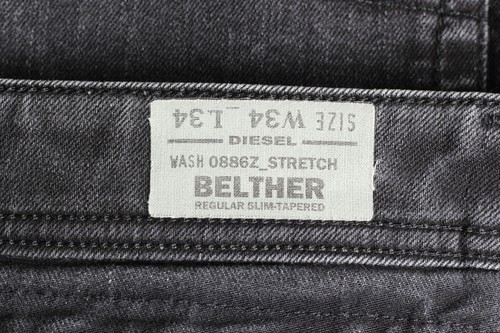 SIZE W34 L34
DIESEL
WASH 0886Z_STRETCH
BELTHER
REGULAR SLIM-TAPERED